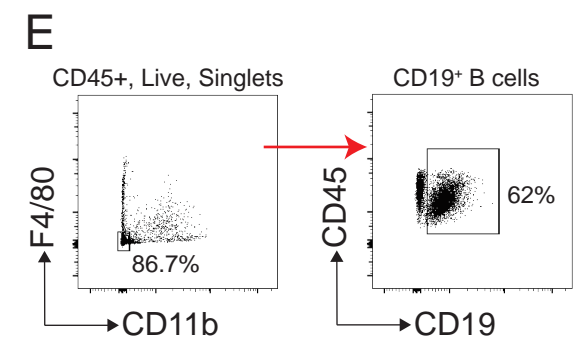 E
CD45+, Live, Singlets
CD19⁺ B cells
F4/80
86.7%
CD11b
CD45
62%
CD19